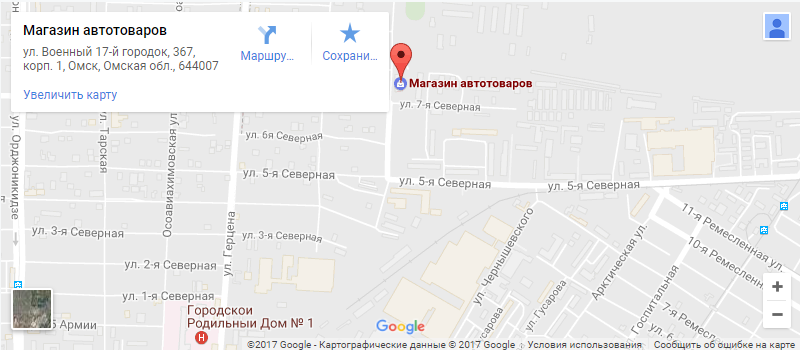 Магазин автотоваров
ул. Военный 17-й городок, 367,
корп. 1, Омск, Омская обл., 644007
Маршру...
Сохрани...
Увеличить карту
Магазин автотоваров
ул. 7-я Северная
ул. 6-я Северная
ул. 5-я Северная
ул. 5-я Северная
ул. 5-я Северная
ул. 3-я Северная
ул. 3-я Северная
ул. 2-я Северная
ул. 1-я Северная
5 Армии
ул. Орджоникидзе
ул. Тарская
Осоавиахимовская ул.
ул. Герцена
Городской
Родильный Дом № 1
H
ул. Чернышевского
ул. Гусарова
Гусарова
Арктическая ул.
Госпитальная ул.
11-я Ремесленная ул.
10-я Ремесленная
7-я Ремесленная
Google
+
−
©2017 Google - Картографические данные © 2017 Google
Условия использования
Сообщить об ошибке на карте